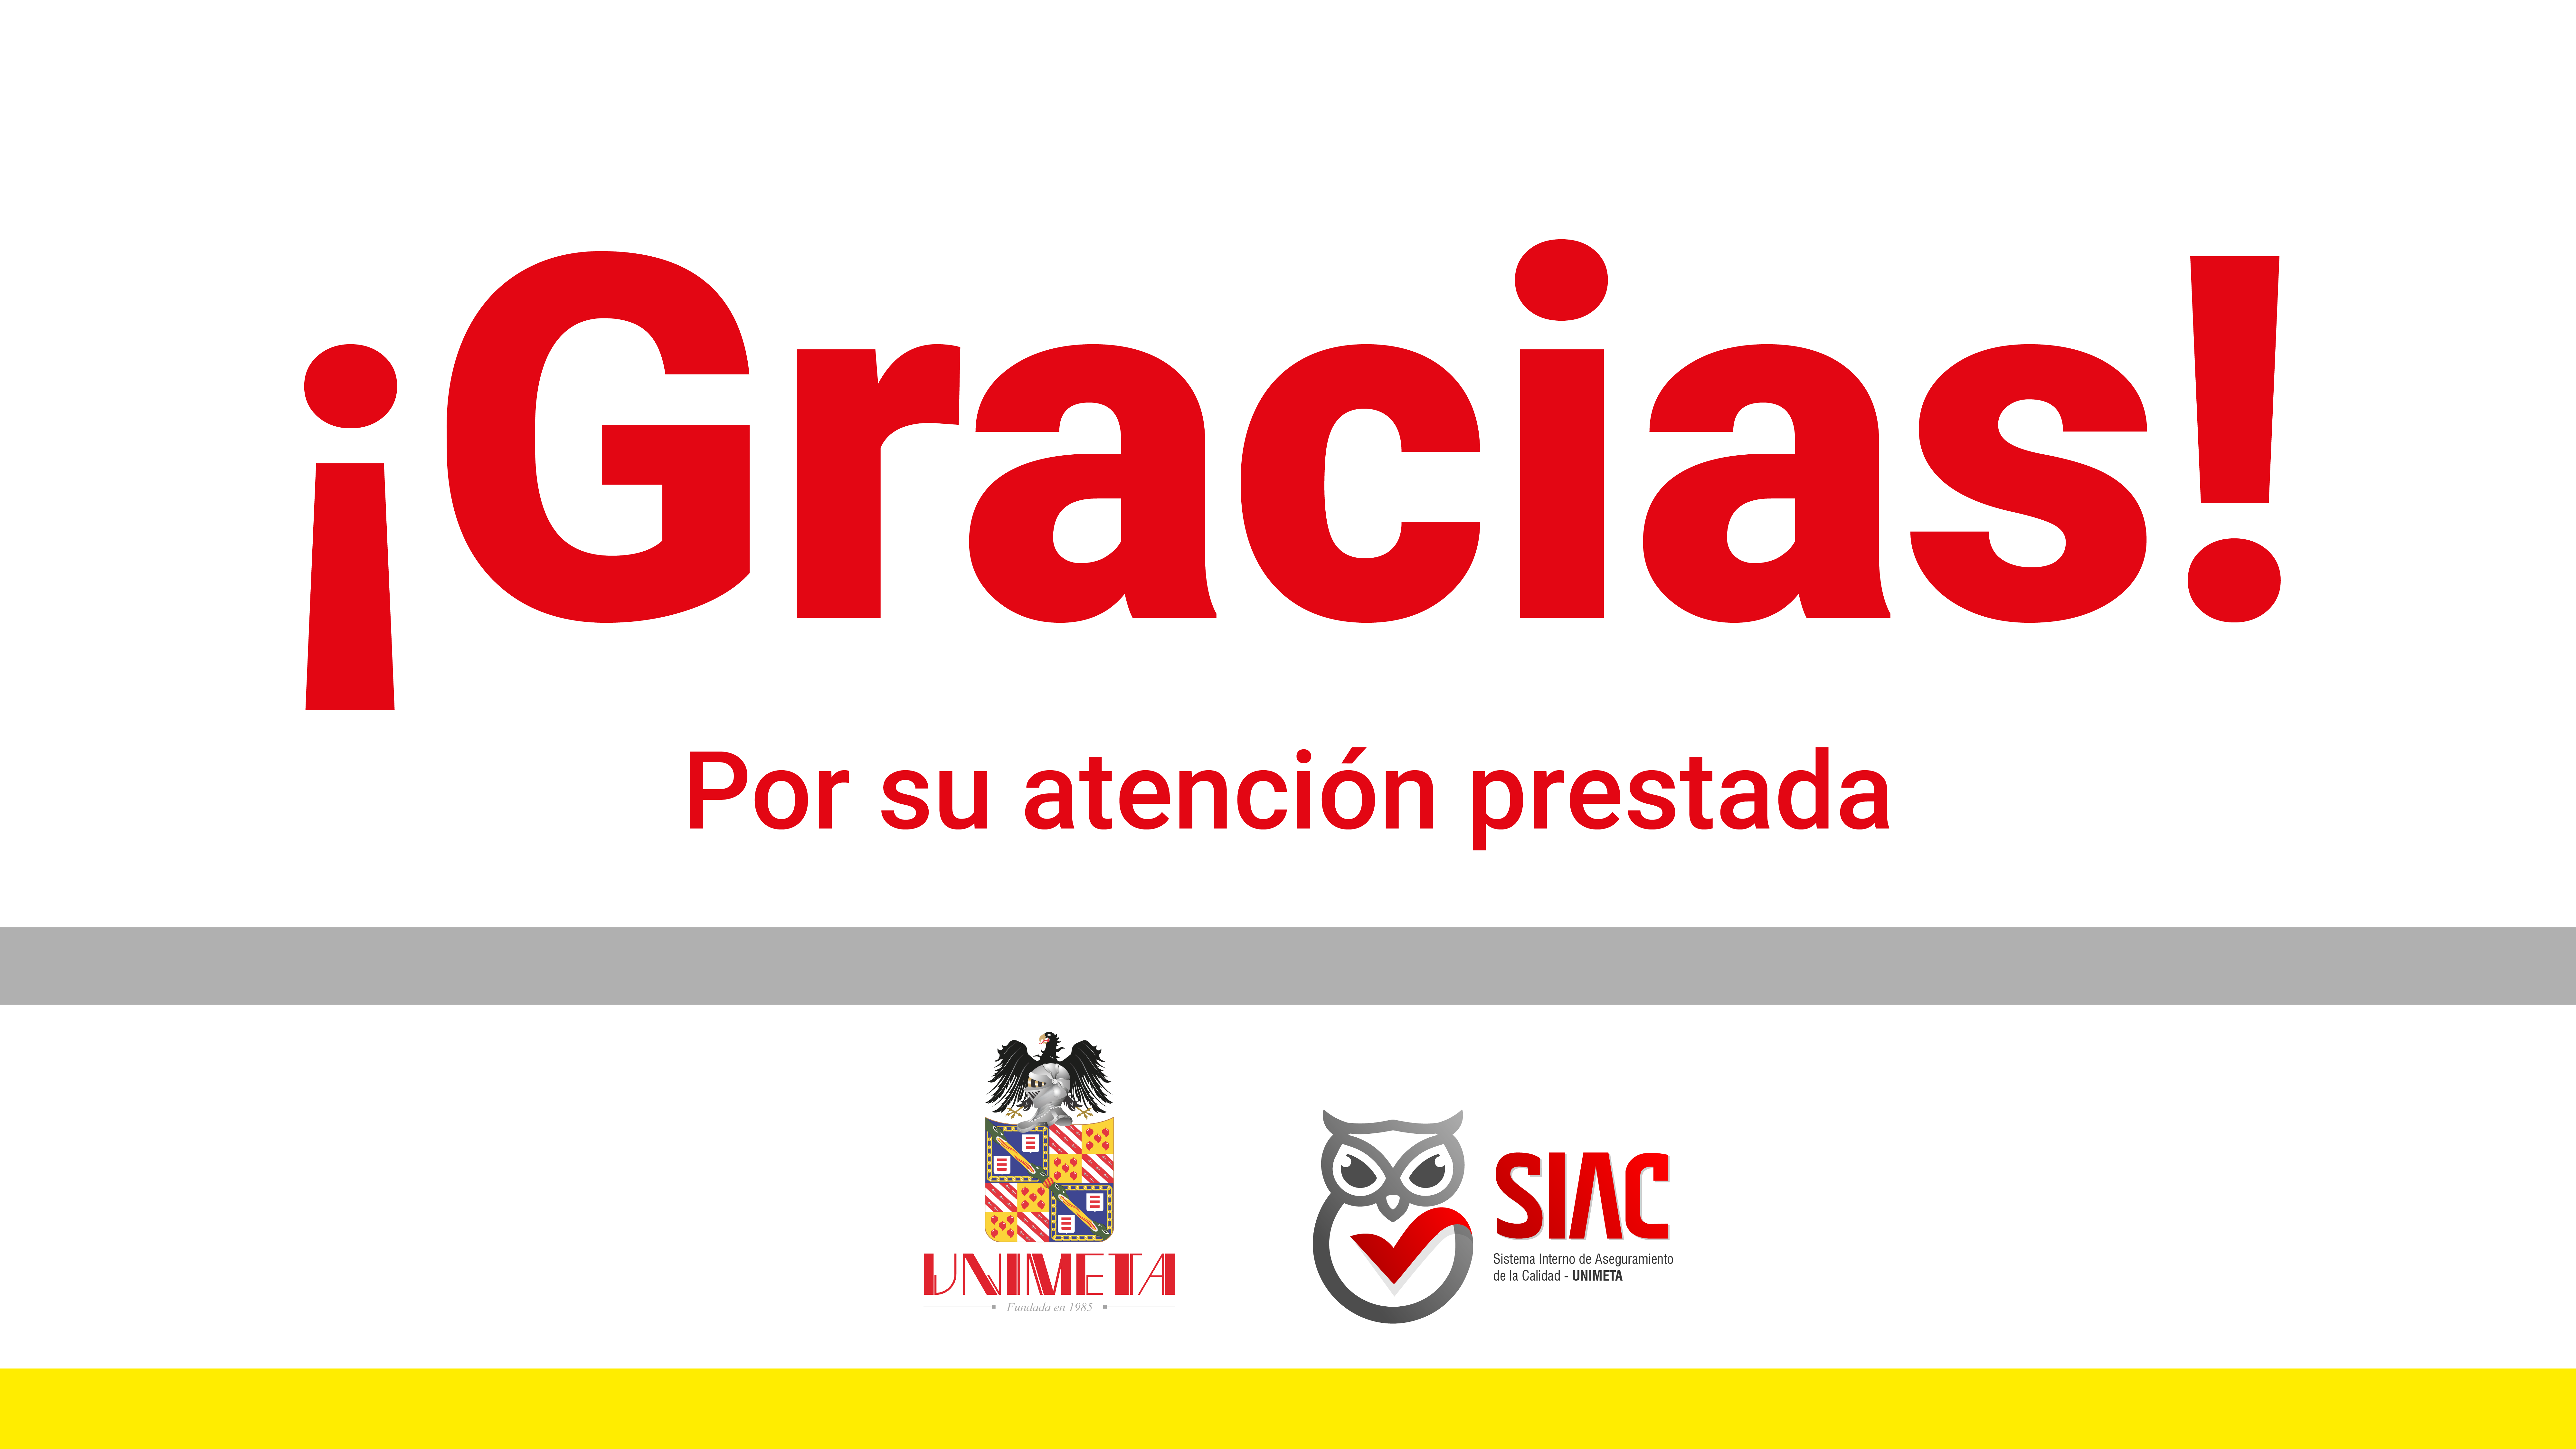 ¡Gracias!
Por su atención prestada
UNIMETA
Fundada en 1985
SIAC
Sistema Interno de Aseguramiento
de la Calidad - UNIMETA